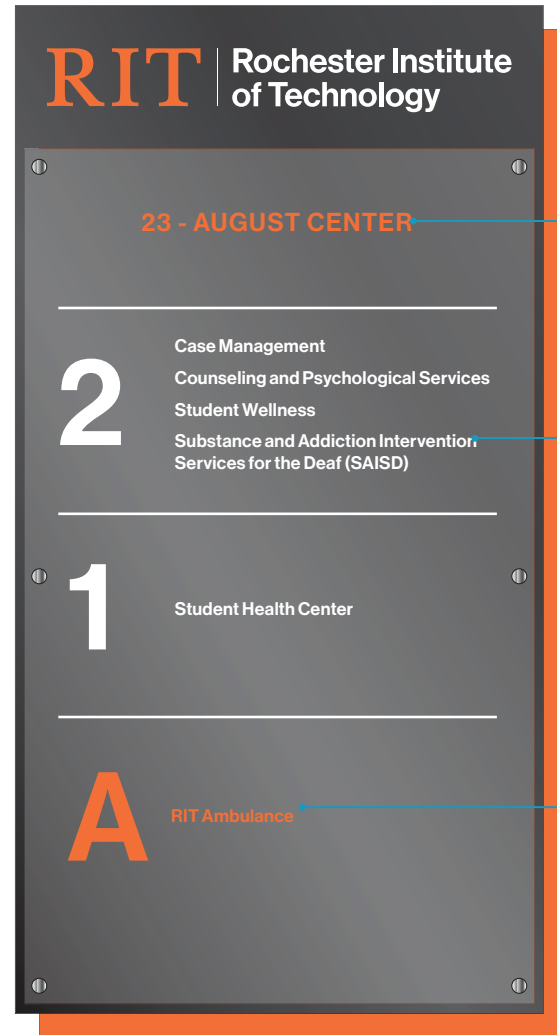 RIT
Rochester Institute
of Technology
23 - AUGUST CENTER
2
Case Management
Counseling and Psychological Services
Student Wellness
Substance and Addiction Intervention
Services for the Deaf (SAISD)
1
Student Health Center
A
RIT Ambulance